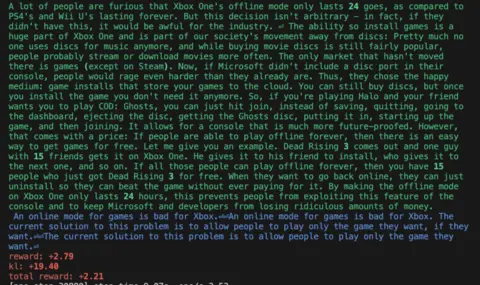 A lot of people are furious that Xbox One's offline mode only lasts 24 goes, as compared to
PS4's and Wii U's lasting forever. But this decision isn't arbitrary – in fact, if they
didn't have this, it would be awful for the industry. ⏎ The ability so install games is a
huge part of Xbox One and is part of our society's movement away from discs: Pretty much no
one uses discs for music anymore, and while buying movie discs is still fairly popular,
people probably stream or download movies more often. The only market that hasn't moved
there is games (except on Steam). Now, if Microsoft didn't include a disc port in their
console, people would rage even harder than they already are. Thus, they chose the happy
medium: game installs that store your games to the cloud. You can still buy discs, but once
you install the game you don't need it anymore. So, if you're playing Halo and your friend
wants you to play COD: Ghosts, you can just hit join, instead of saving, quitting, going to
the dashboard, ejecting the disc, getting the Ghosts disc, putting it in, starting up the
game, and then joining. It allows for a console that is much more future-proofed. However,
that comes with a price: If people are able to play offline forever, then there is an easy
way to get games for free. Let me give you an example. Dead Rising 3 comes out and one guy
with 15 friends gets it on Xbox One. He gives it to his friend to install, who gives it to
the next one, and so on. If all those people can play offline forever, then you have 15
people who just got Dead Rising 3 for free. When they want to go back online, they can just
uninstall so they can beat the game without ever paying for it. By making the offline mode
on Xbox One only lasts 24 hours, this prevents people from exploiting this feature of the
console and to keep Microsoft and developers from losing ridiculous amounts of money.
An online mode for games is bad for Xbox.⏎⏎An online mode for games is bad for Xbox. The
current solution to this problem is to allow people to play only the game they want, if they
want.⏎⏎The current solution to this problem is to allow people to play only the game they
want.⏎
reward: +2.79
kl: +19.40
total reward: +2.21